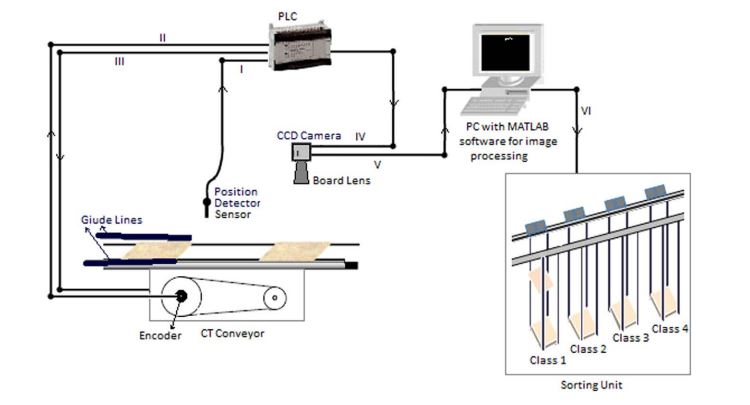 PLC
II
III
I
CCD Camera
IV
V
Board Lens
PC with MATLAB
software for image
processing
VI
Position
Detector
Sensor
Giude Lines
Encoder
CT Conveyor
Class 1
Class 2
Class 3
Class 4
Sorting Unit